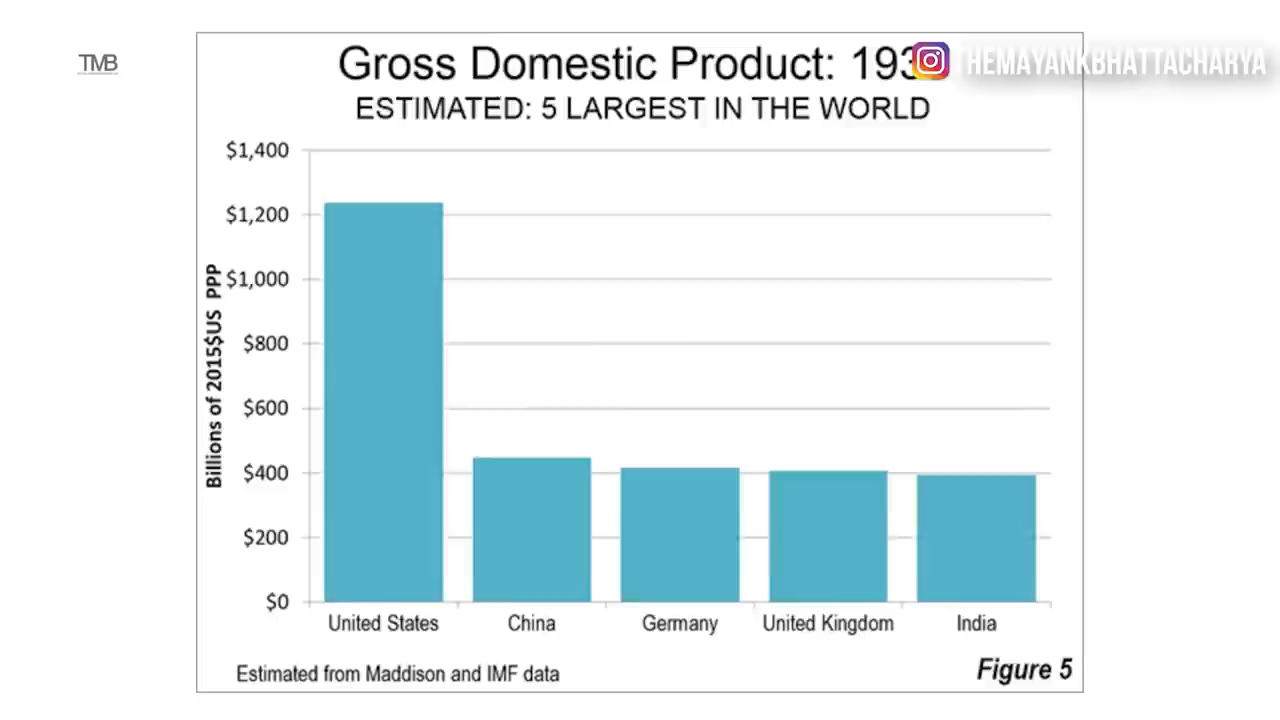 TMB
Gross Domestic Product: 193
THEMAYANKBHATTACHARYA
ESTIMATED: 5 LARGEST IN THE WORLD
Billions of 2015$US PPP
$1,400
$1,200
$1,000
$800
$600
$400
$200
$0
United States China Germany United Kingdom India
Estimated from Maddison and IMF data
Figure 5